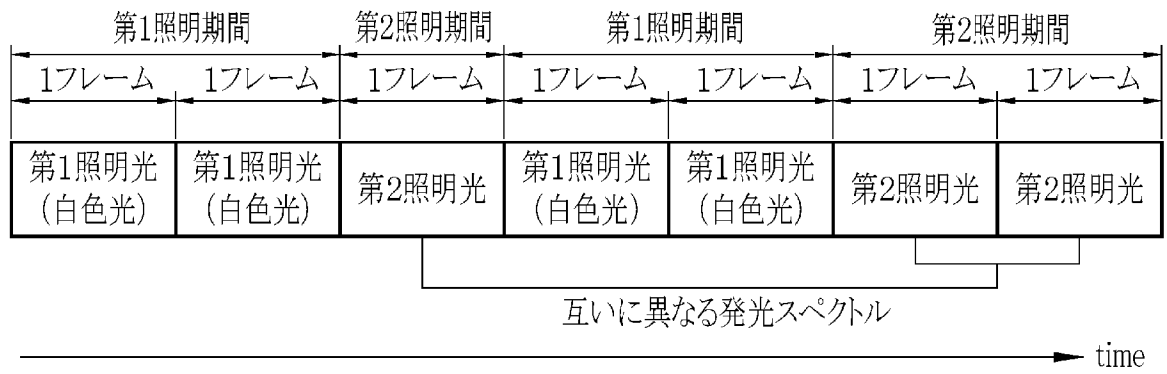 第1照明期間 第2照明期間 第1照明期間 第2照明期間
1フレーム 1フレーム 1フレーム 1フレーム 1フレーム 1フレーム 1フレーム
第1照明光 第1照明光 第2照明光 第1照明光 第1照明光 第2照明光 第2照明光
(白色光) (白色光) (白色光) (白色光)
互いに異なる発光スペクトル
time